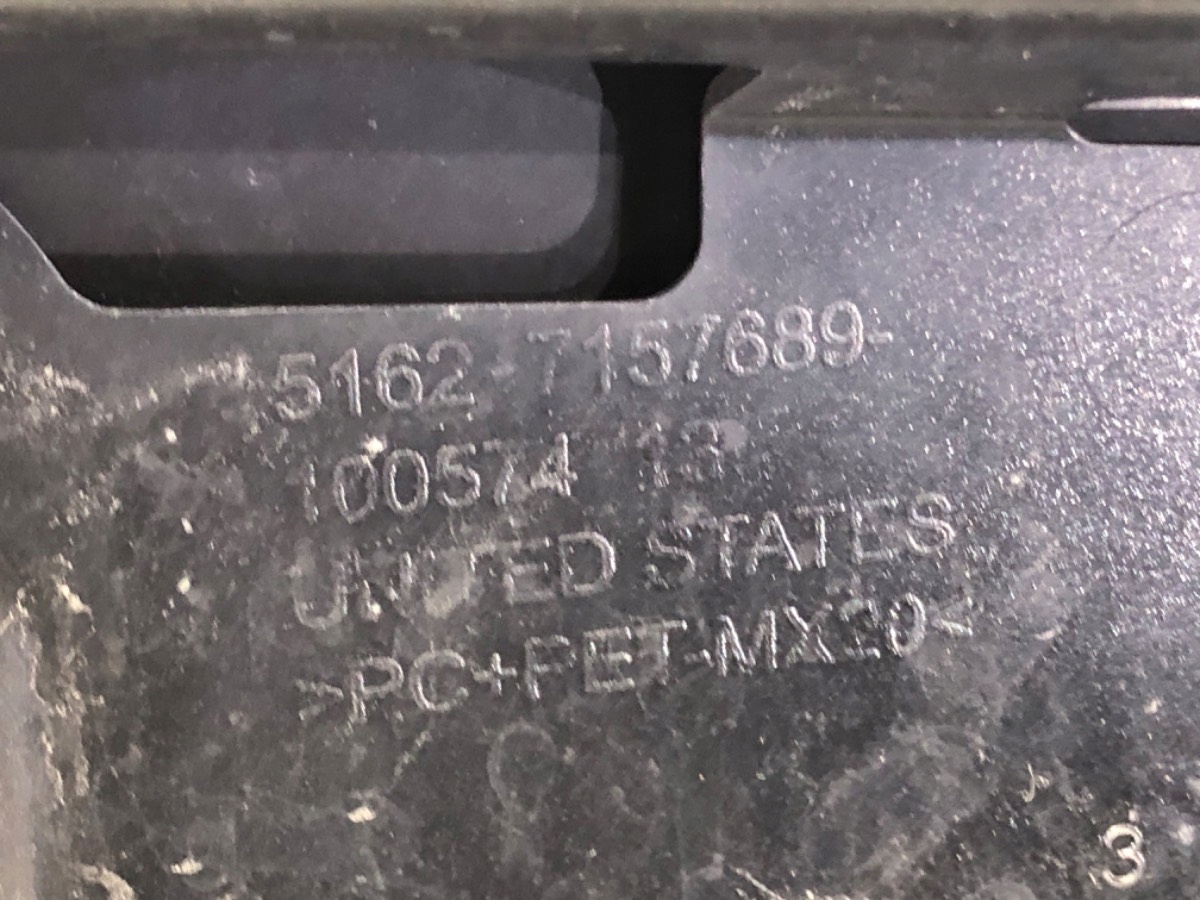 5162-7157689-
100574 13
UNITED STATES
>PC+PET-MX20<
3